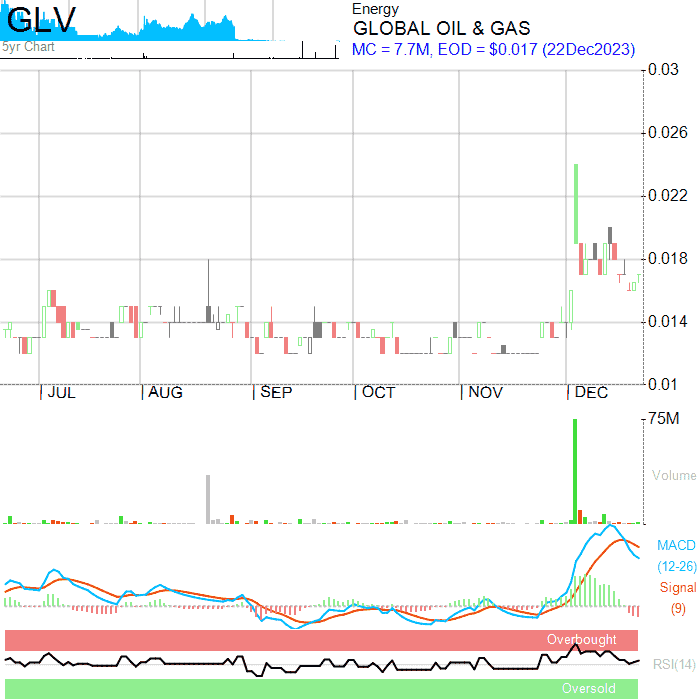 GLV
5yr Chart
Energy
GLOBAL OIL & GAS
MC = 7.7M, EOD = $0.017 (22Dec2023)
0.03
0.026
0.022
0.018
0.014
0.01
JUL AUG SEP OCT NOV DEC
75M
Volume
MACD
(12-26)
Signal
(9)
Overbought
RSI(14)
Oversold